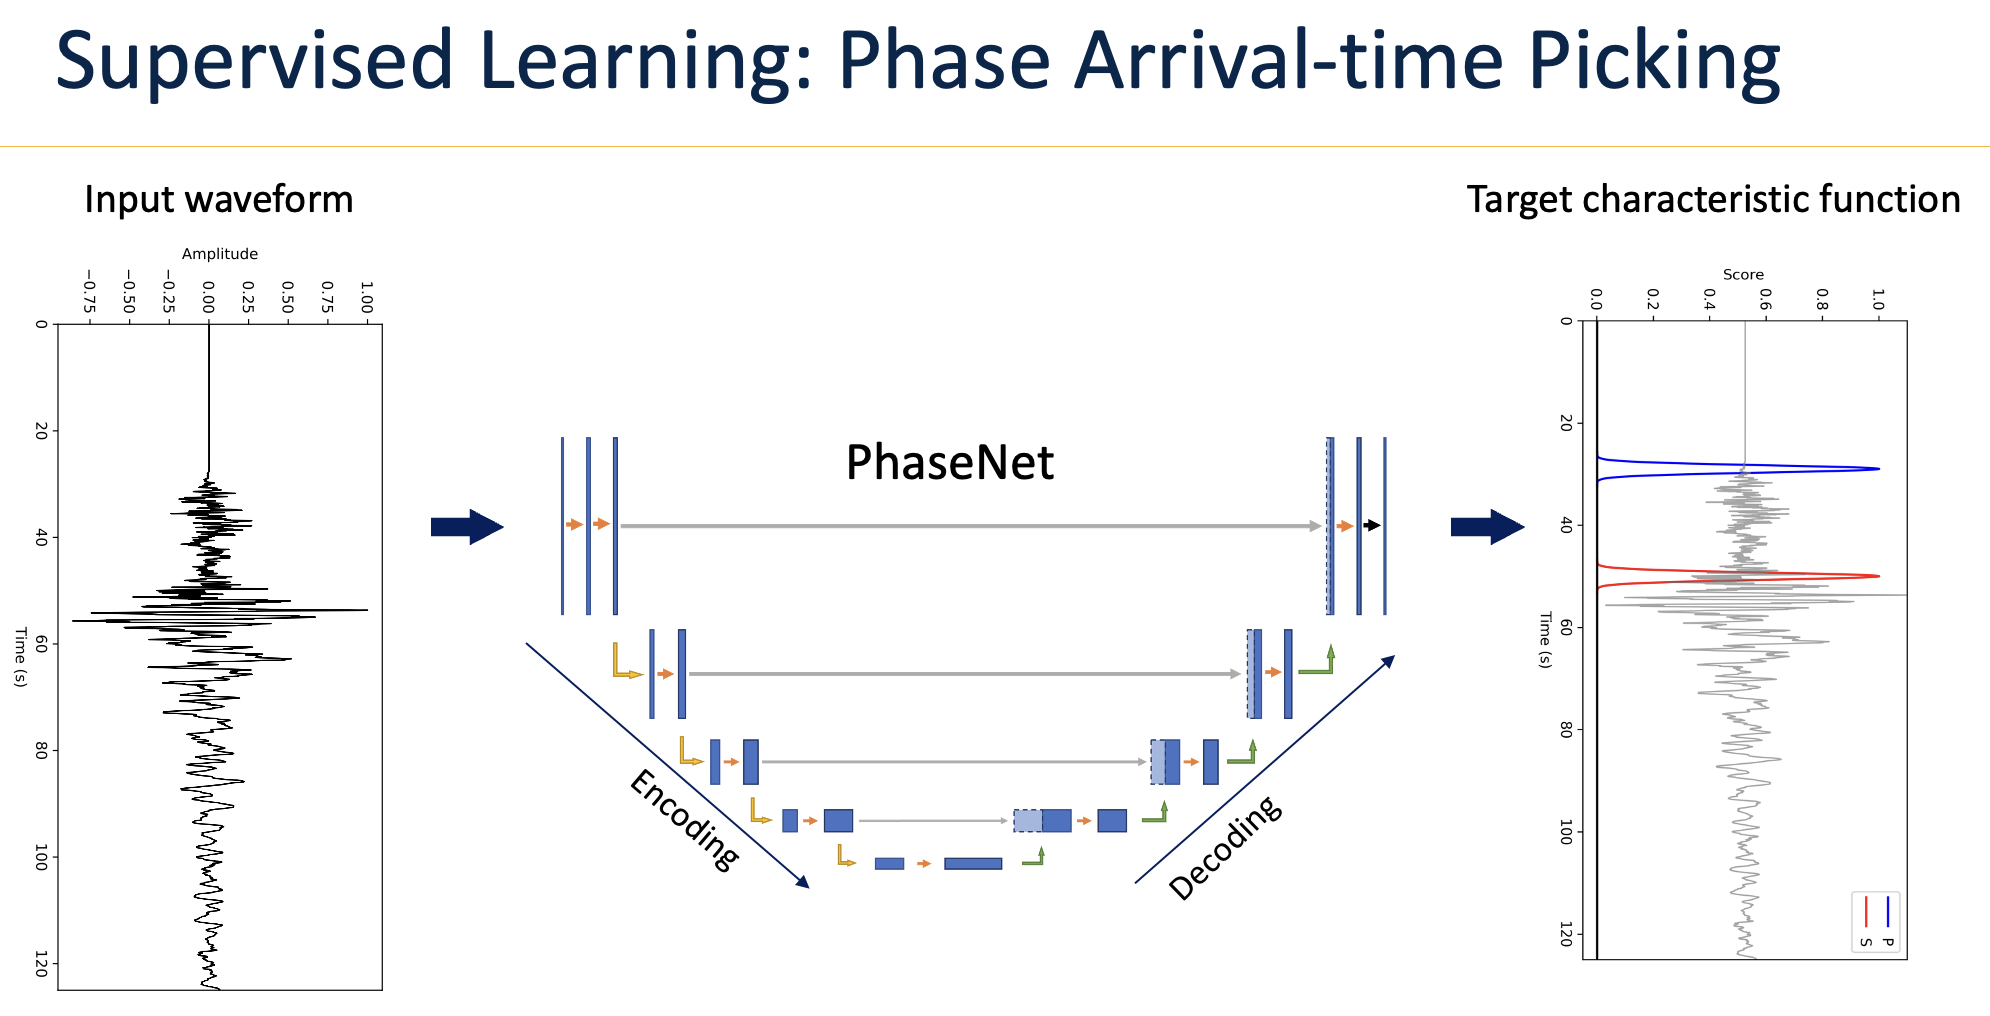 Supervised Learning: Phase Arrival-time Picking
Input waveform
Amplitude
−0.75 −0.50 −0.25 0.00 0.25 0.50 0.75 1.00
0
20
40
60
80
100
120
Time (s)
PhaseNet
Encoding
Decoding
Target characteristic function
Score
0.0 0.2 0.4 0.6 0.8 1.0
0
20
40
60
80
100
120
Time (s)
P
S